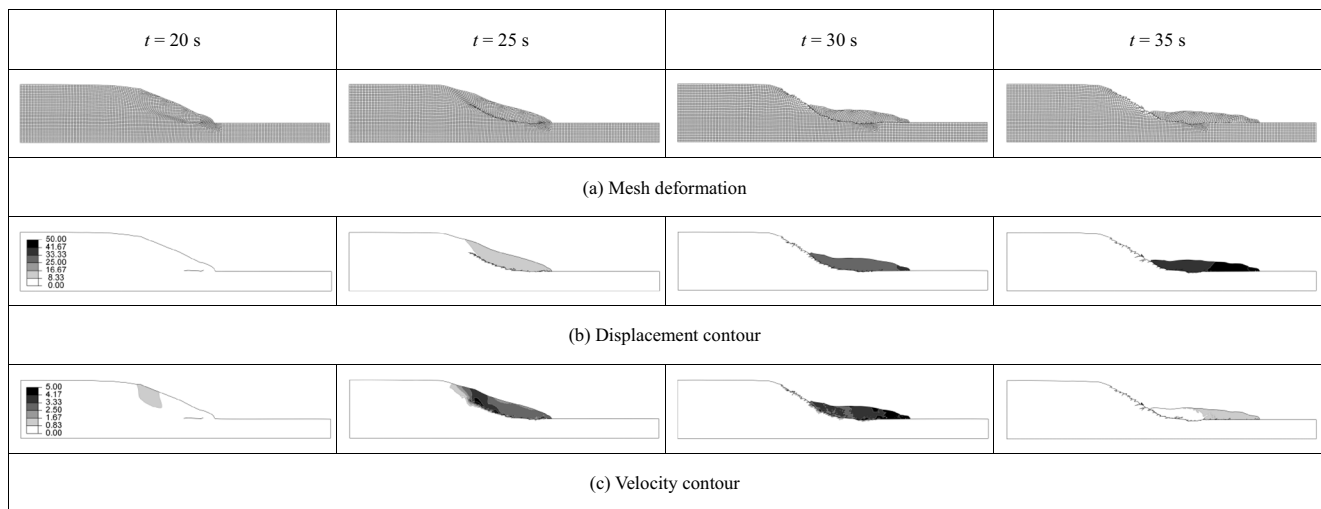 t = 20 s
t = 25 s
t = 30 s
t = 35 s
(a) Mesh deformation
50.00
41.67
33.33
25.00
16.67
8.33
0.00
(b) Displacement contour
5.00
4.17
3.33
2.50
1.67
0.83
0.00
(c) Velocity contour